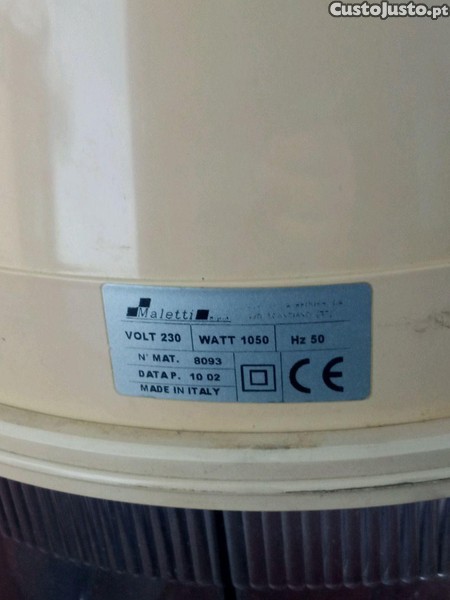 CustoJusto.pt
Maletti s.p.a.
VOLT 230 WATT 1050 Hz 50
N° MAT. 8093
DATA P. 10 02
MADE IN ITALY
CE